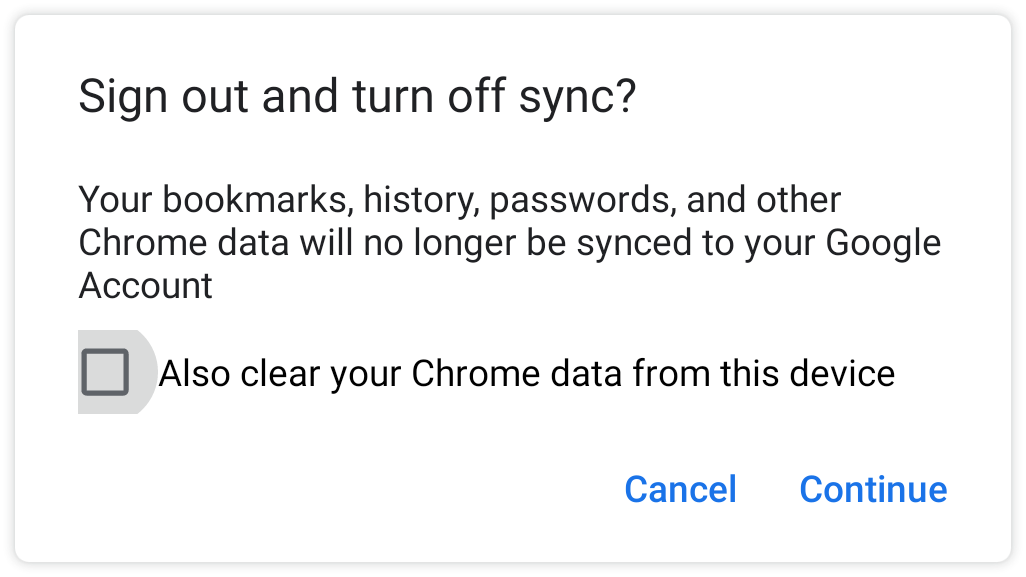 Sign out and turn off sync?
Your bookmarks, history, passwords, and other
Chrome data will no longer be synced to your Google
Account
Also clear your Chrome data from this device
Cancel Continue